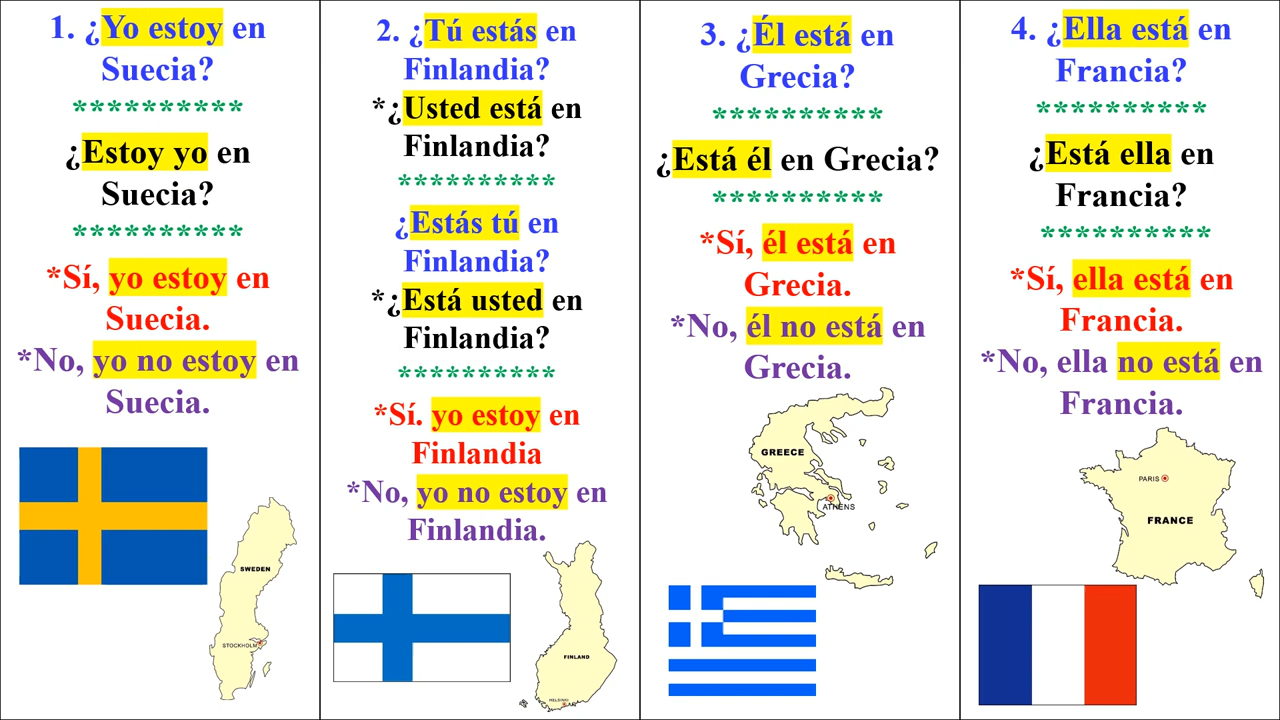 1. ¿Yo estoy en
Suecia?
**********
¿Estoy yo en
Suecia?
**********
*Sí, yo estoy en
Suecia.
*No, yo no estoy en
Suecia.
SWEDEN
STOCKHOLM
2. ¿Tú estás en
Finlandia?
*¿Usted está en
Finlandia?
**********
¿Estás tú en
Finlandia?
*¿Está usted en
Finlandia?
**********
*Sí. yo estoy en
Finlandia
*No, yo no estoy en
Finlandia.
FINLAND
HELSINKI
3. ¿Él está en
Grecia?
**********
¿Está él en Grecia?
**********
*Sí, él está en
Grecia.
*No, él no está en
Grecia.
GREECE
ATHENS
4. ¿Ella está en
Francia?
**********
¿Está ella en
Francia?
**********
*Sí, ella está en
Francia.
*No, ella no está en
Francia.
PARIS
FRANCE